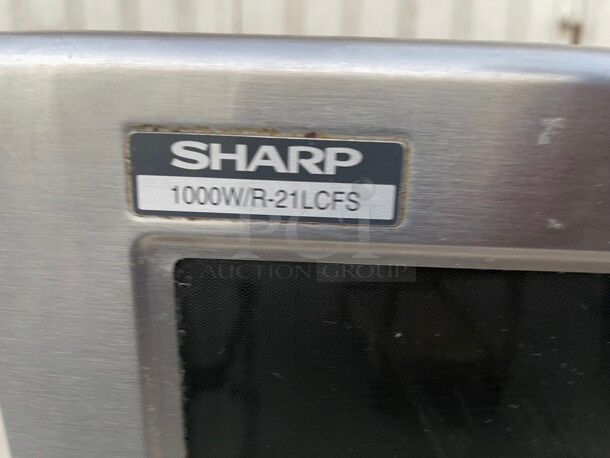 SHARP
1000W/R-21LCFS
PCI
AUCTION GROUP